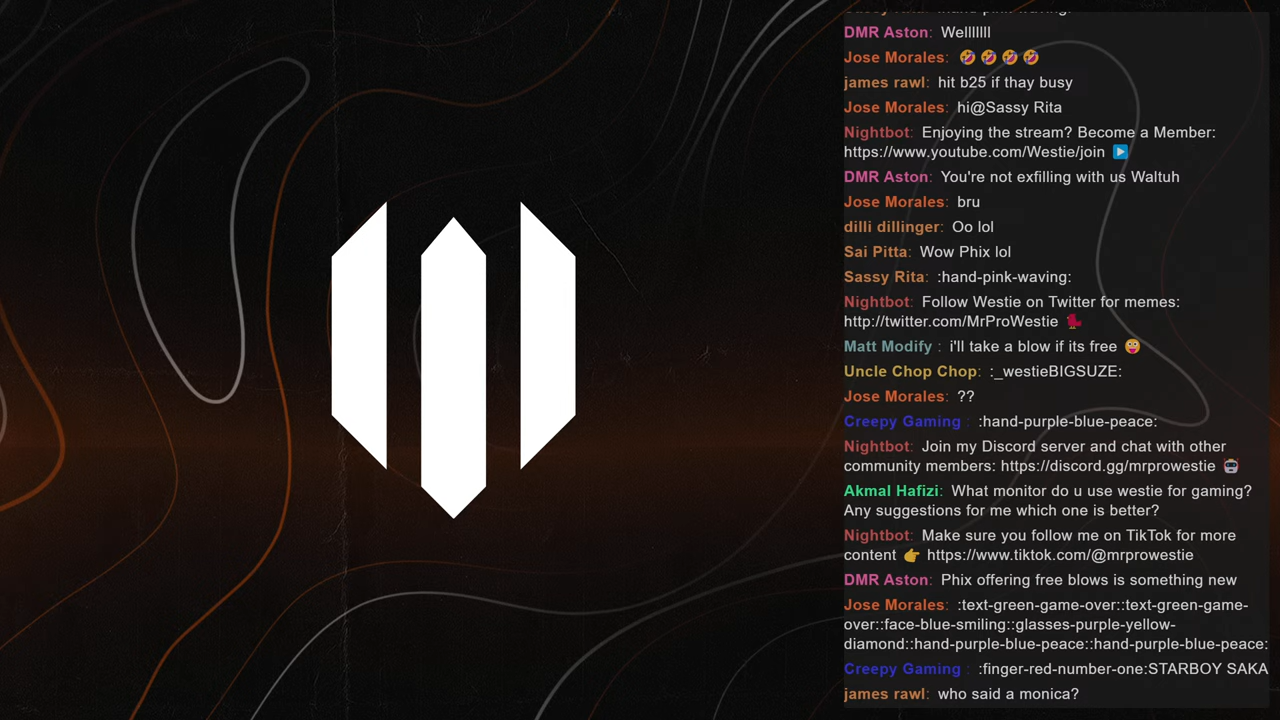 DMR Aston: Welllllll
Jose Morales: 🤣 🤣 🤣 🤣
james rawl: hit b25 if thay busy
Jose Morales: hi@Sassy Rita
Nightbot: Enjoying the stream? Become a Member:
https://www.youtube.com/Westie/join ▶️
DMR Aston: You're not exfilling with us Waltuh
Jose Morales: bru
dilli dillinger: Oo lol
Sai Pitta: Wow Phix lol
Sassy Rita: :hand-pink-waving:
Nightbot: Follow Westie on Twitter for memes:
http://twitter.com/MrProWestie 🐦
Matt Modify : i'll take a blow if its free 😜
Uncle Chop Chop: :_westieBIGSUZE:
Jose Morales: ??
Creepy Gaming : :hand-purple-blue-peace:
Nightbot: Join my Discord server and chat with other
community members: https://discord.gg/mrprowestie 🤖
Akmal Hafizi: What monitor do u use westie for gaming?
Any suggestions for me which one is better?
Nightbot: Make sure you follow me on TikTok for more
content 👉 https://www.tiktok.com/@mrprowestie
DMR Aston: Phix offering free blows is something new
Jose Morales: :text-green-game-over::text-green-game-
over::face-blue-smiling::glasses-purple-yellow-
diamond::hand-purple-blue-peace::hand-purple-blue-peace:
Creepy Gaming : :finger-red-number-one:STARBOY SAKA
james rawl: who said a monica?